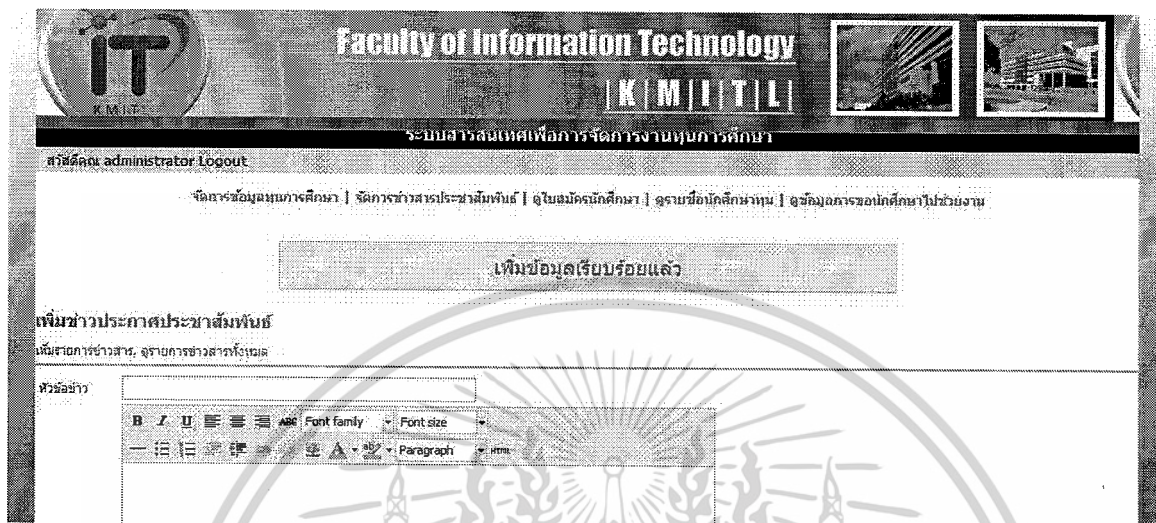 iT
KMITL
Faculty of Information Technology
| K | M | I | T | L |
ระบบสารสนเทศเพื่อการจัดการงานทุนการศึกษา
สวัสดีคุณ administrator Logout
จัดการข้อมูลทุนการศึกษา | จัดการข่าวสารประชาสัมพันธ์ | ดูใบสมัครนักศึกษา | ดูรายชื่อนักศึกษาทุน | ดูข้อมูลการขอนักศึกษาไปช่วยงาน
เพิ่มข้อมูลเรียบร้อยแล้ว
เพิ่มข่าวประกาศประชาสัมพันธ์
เพิ่มรายการข่าวสาร, ดูรายการข่าวสารทั้งหมด
หัวข้อข่าว
B I U ABC Font family Font size
A ab Paragraph HTML